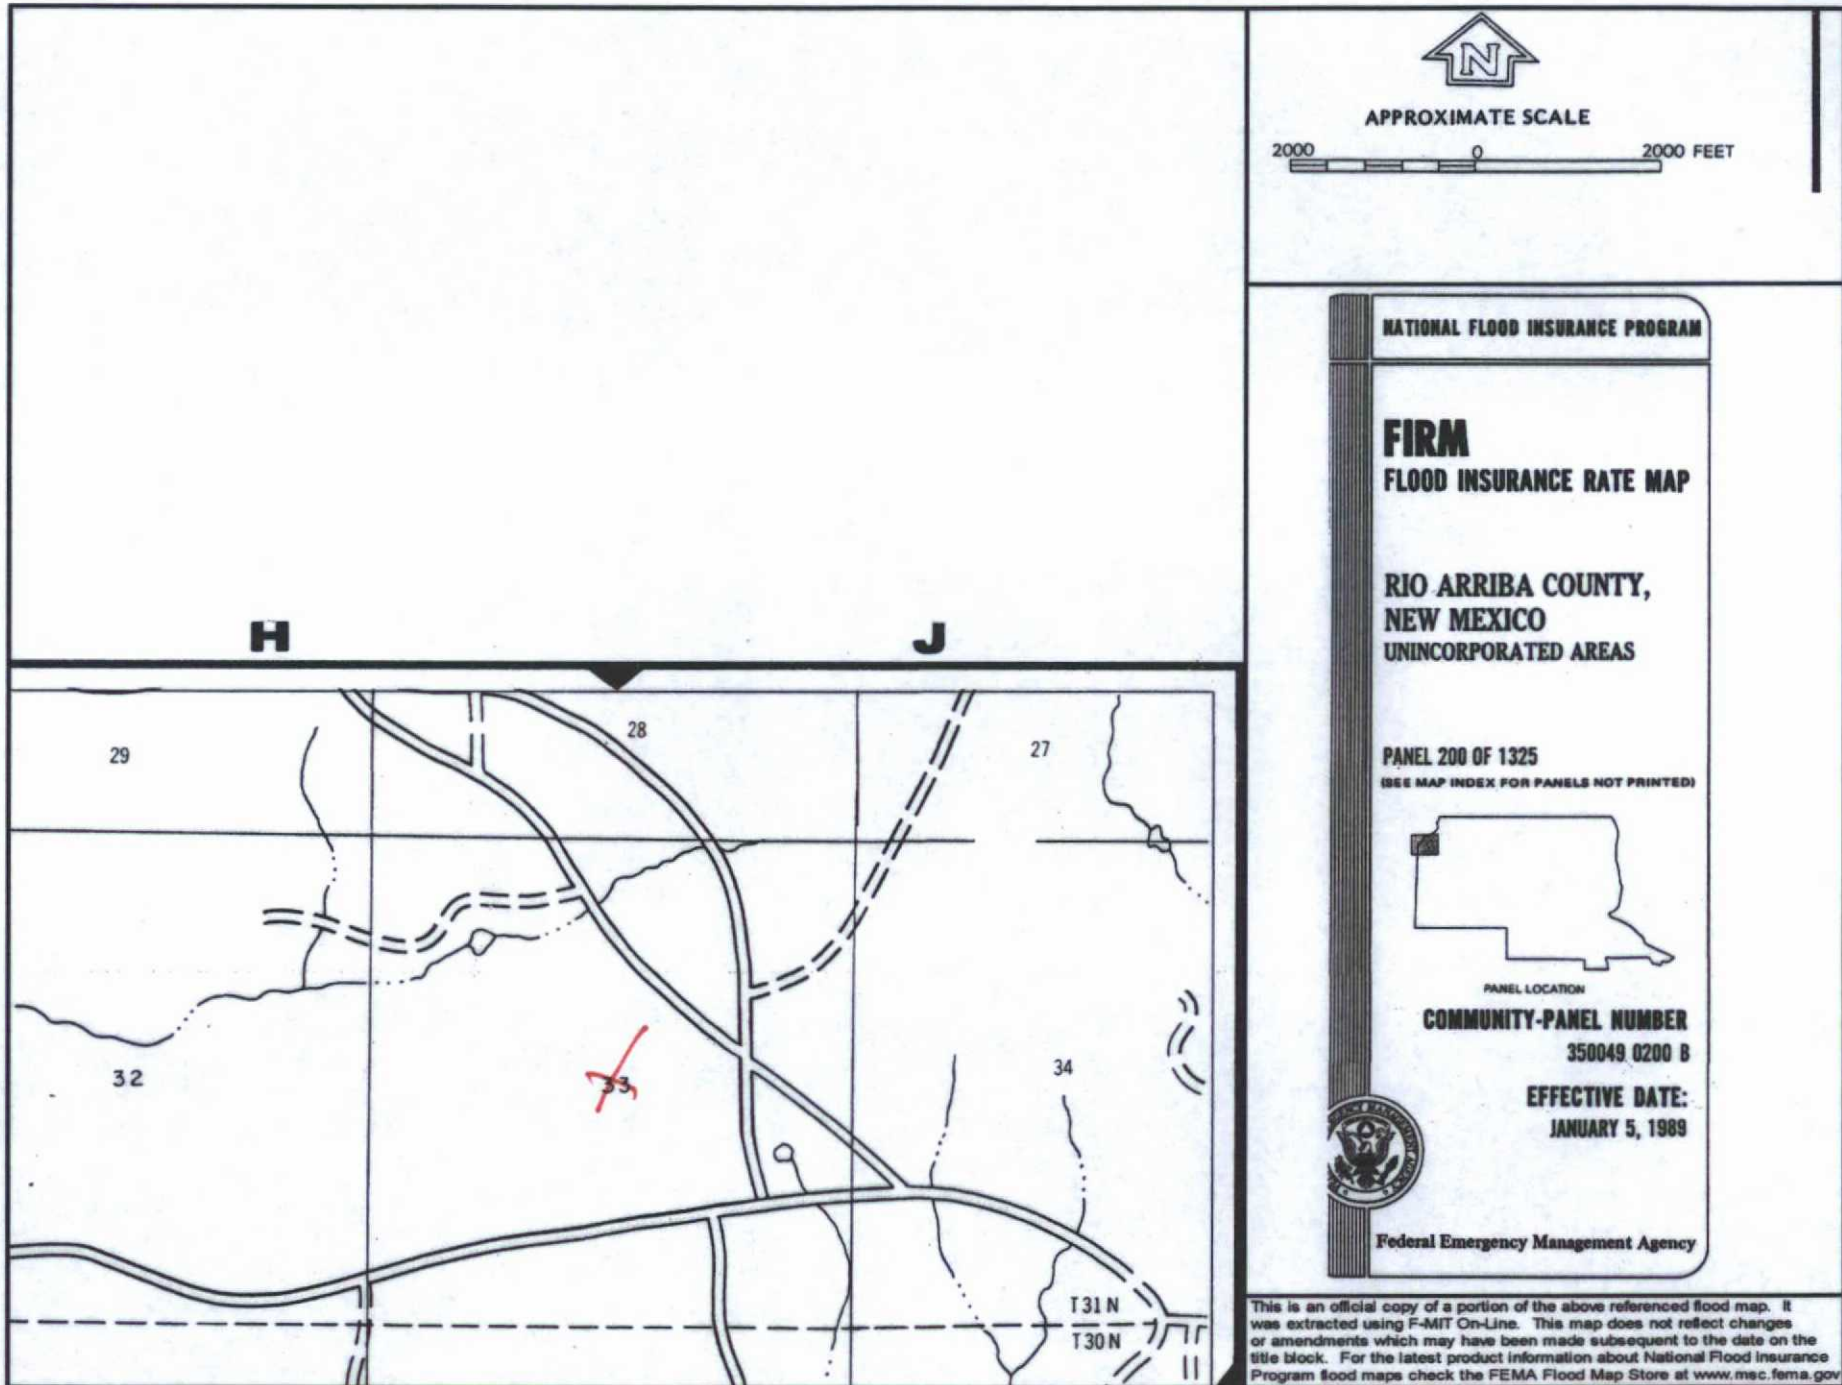 N
APPROXIMATE SCALE
2000 0 2000 FEET
NATIONAL FLOOD INSURANCE PROGRAM
FIRM
FLOOD INSURANCE RATE MAP
RIO ARRIBA COUNTY,
NEW MEXICO
UNINCORPORATED AREAS
PANEL 200 OF 1325
(SEE MAP INDEX FOR PANELS NOT PRINTED)
PANEL LOCATION
COMMUNITY-PANEL NUMBER
350049 0200 B
EFFECTIVE DATE:
JANUARY 5, 1989
Federal Emergency Management Agency
This is an official copy of a portion of the above referenced flood map. It
was extracted using F-MIT On-Line. This map does not reflect changes
or amendments which may have been made subsequent to the date on the
title block. For the latest product information about National Flood Insurance
Program flood maps check the FEMA Flood Map Store at www.msc.fema.gov
H J
29
28
27
32
33
34
T31N
T30N